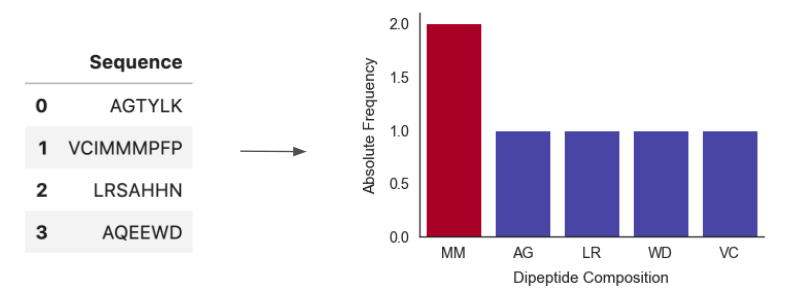 Sequence
0 AGTYLK
1 VCIMMMPFP
2 LRSAHHN
3 AQEEWD
Absolute Frequency
2.0
1.5
1.0
0.5
0.0
MM AG LR WD VC
Dipeptide Composition